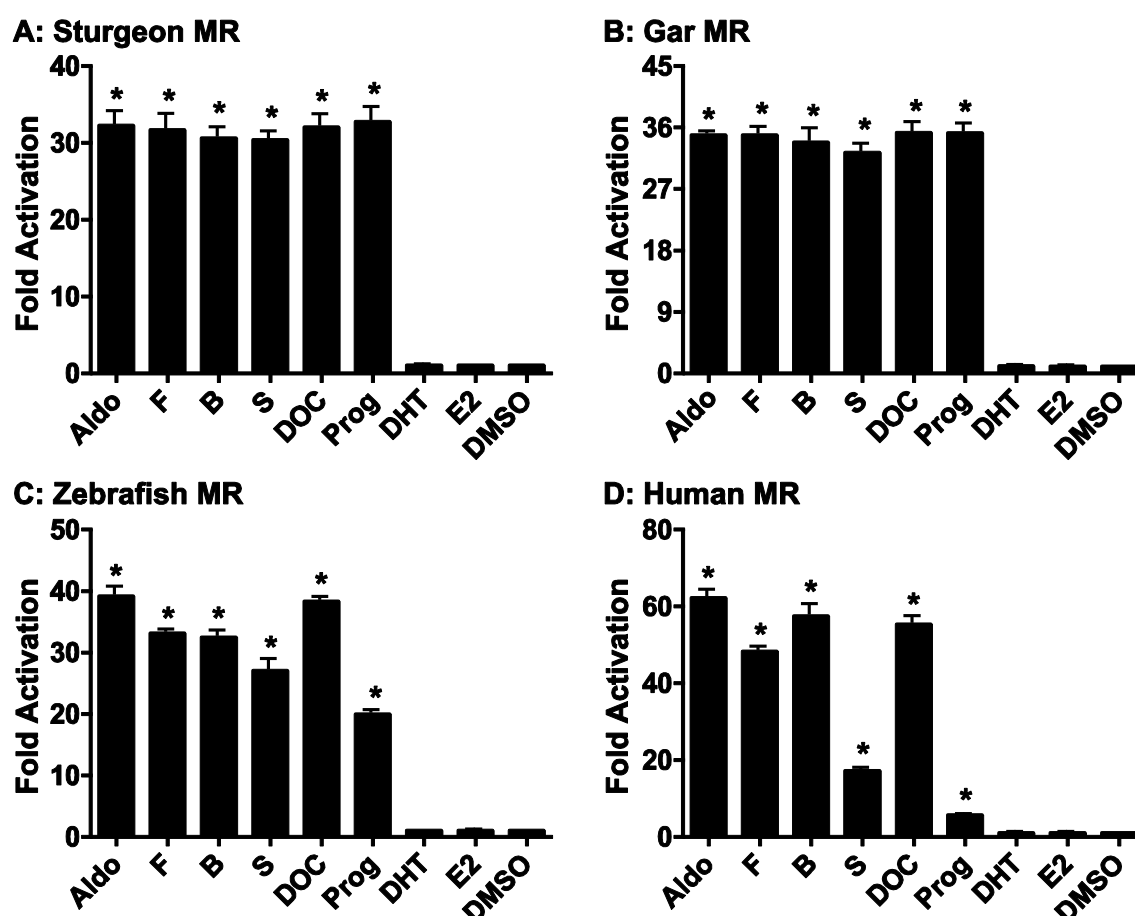 A: Sturgeon MR
Fold Activation
40
30
20
10
0
* * * * * *
Aldo F B S DOC Prog DHT E2 DMSO
B: Gar MR
Fold Activation
45
36
27
18
9
0
* * * * * *
Aldo F B S DOC Prog DHT E2 DMSO
C: Zebrafish MR
Fold Activation
50
40
30
20
10
0
* * * * * *
Aldo F B S DOC Prog DHT E2 DMSO
D: Human MR
Fold Activation
80
60
40
20
0
* * * * * *
Aldo F B S DOC Prog DHT E2 DMSO